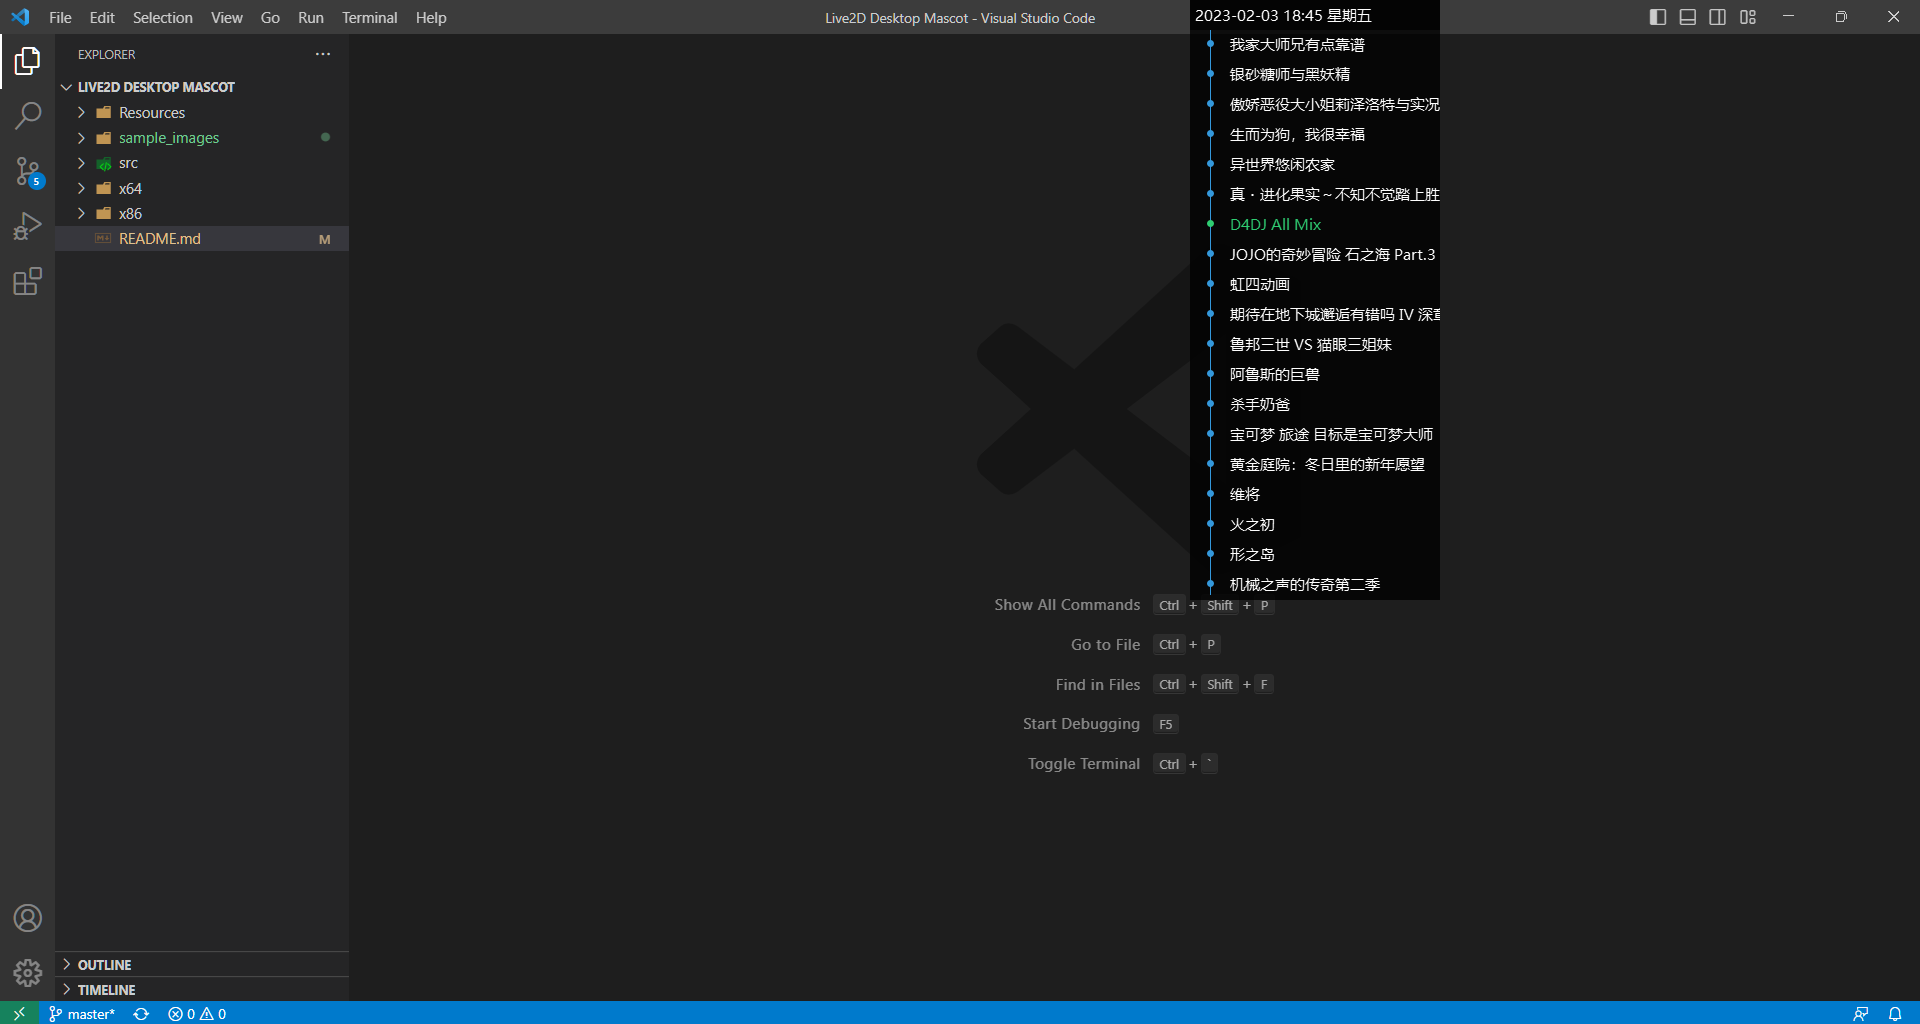 File Edit Selection View Go Run Terminal Help
Live2D Desktop Mascot - Visual Studio Code
EXPLORER
LIVE2D DESKTOP MASCOT
Resources
sample_images
src
x64
x86
README.md M
5
OUTLINE
TIMELINE
2023-02-03 18:45 星期五
我家大师兄有点靠谱
银砂糖师与黑妖精
傲娇恶役大小姐莉泽洛特与实况
生而为狗，我很幸福
异世界悠闲农家
真・进化果实～不知不觉踏上胜
D4DJ All Mix
JOJO的奇妙冒险 石之海 Part.3
虹四动画
期待在地下城邂逅有错吗 IV 深章
鲁邦三世 VS 猫眼三姐妹
阿鲁斯的巨兽
杀手奶爸
宝可梦 旅途 目标是宝可梦大师
黄金庭院：冬日里的新年愿望
维将
火之初
形之岛
机械之声的传奇第二季
Show All Commands Ctrl + Shift + P
Go to File Ctrl + P
Find in Files Ctrl + Shift + F
Start Debugging F5
Toggle Terminal Ctrl + `
master* 0 0